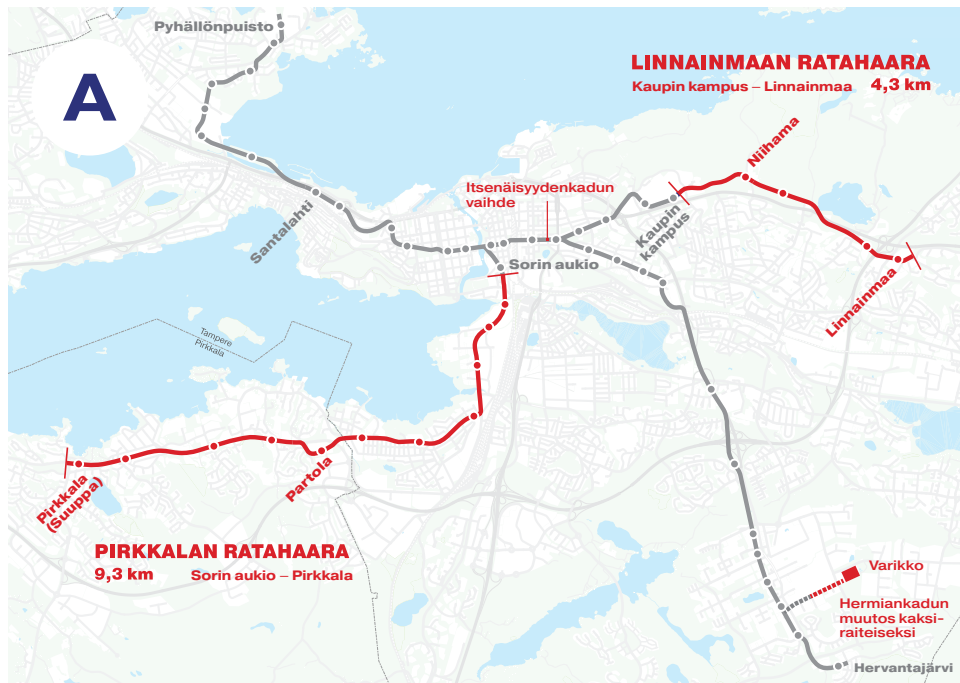 Pyhällönpuisto
A
LINNAINMAAN RATAHAARA
Kaupin kampus – Linnainmaa 4,3 km
Niihama
Itsenäisyydenkadun
vaihde
Santalahti
Kaupin
kampus
Sorin aukio
Linnainmaa
Tampere
Pirkkala
Partola
Pirkkala
(Suuppa)
PIRKKALAN RATAHAARA
9,3 km Sorin aukio – Pirkkala
Varikko
Hermiankadun
muutos kaksi-
raiteiseksi
Hervantajärvi